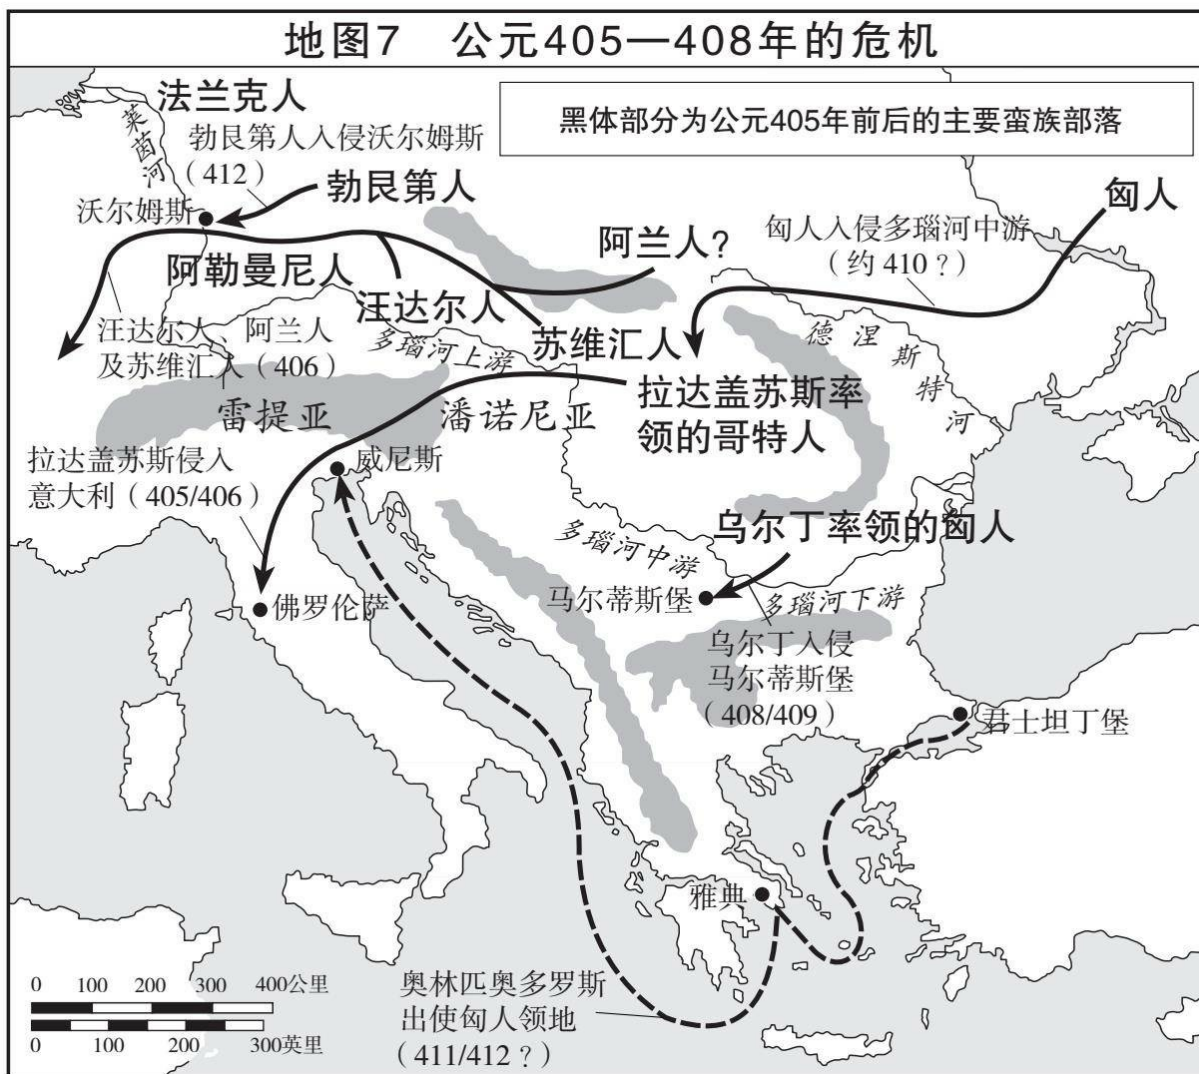 地图7 公元405—408年的危机
黑体部分为公元405年前后的主要蛮族部落
法兰克人
莱茵河
勃艮第人入侵沃尔姆斯
（412）
勃艮第人
沃尔姆斯
匈人
匈人入侵多瑙河中游
（约 410？）
阿兰人？
阿勒曼尼人
汪达尔人
苏维汇人
汪达尔人、阿兰人
及苏维汇人（406）
多瑙河上游
德涅斯特河
雷提亚
潘诺尼亚
拉达盖苏斯率
领的哥特人
拉达盖苏斯侵入
意大利（405/406）
威尼斯
乌尔丁率领的匈人
多瑙河中游
马尔蒂斯堡
多瑙河下游
佛罗伦萨
乌尔丁入侵
马尔蒂斯堡
（408/409）
君士坦丁堡
雅典
奥林匹奥多罗斯
出使匈人领地
（411/412？）
0 100 200 300 400公里
0 100 200 300英里